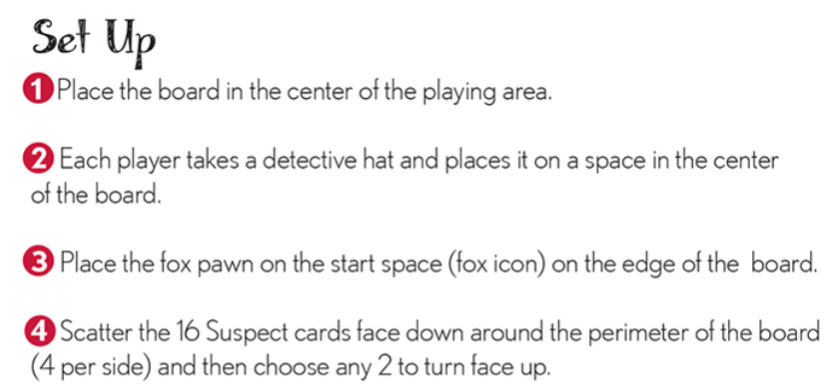 Set Up
1 Place the board in the center of the playing area.
2 Each player takes a detective hat and places it on a space in the center
of the board.
3 Place the fox pawn on the start space (fox icon) on the edge of the board.
4 Scatter the 16 Suspect cards face down around the perimeter of the board
(4 per side) and then choose any 2 to turn face up.